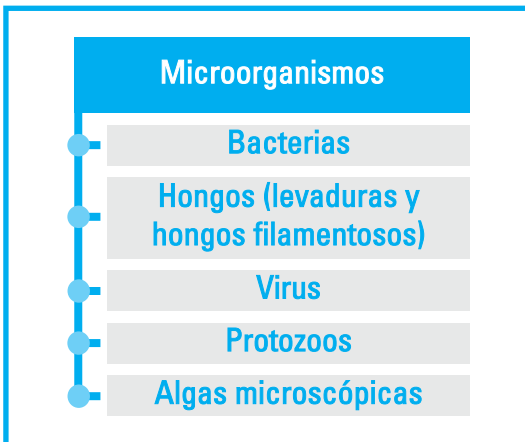 Microorganismos
Bacterias
Hongos (levaduras y
hongos filamentosos)
Virus
Protozoos
Algas microscópicas